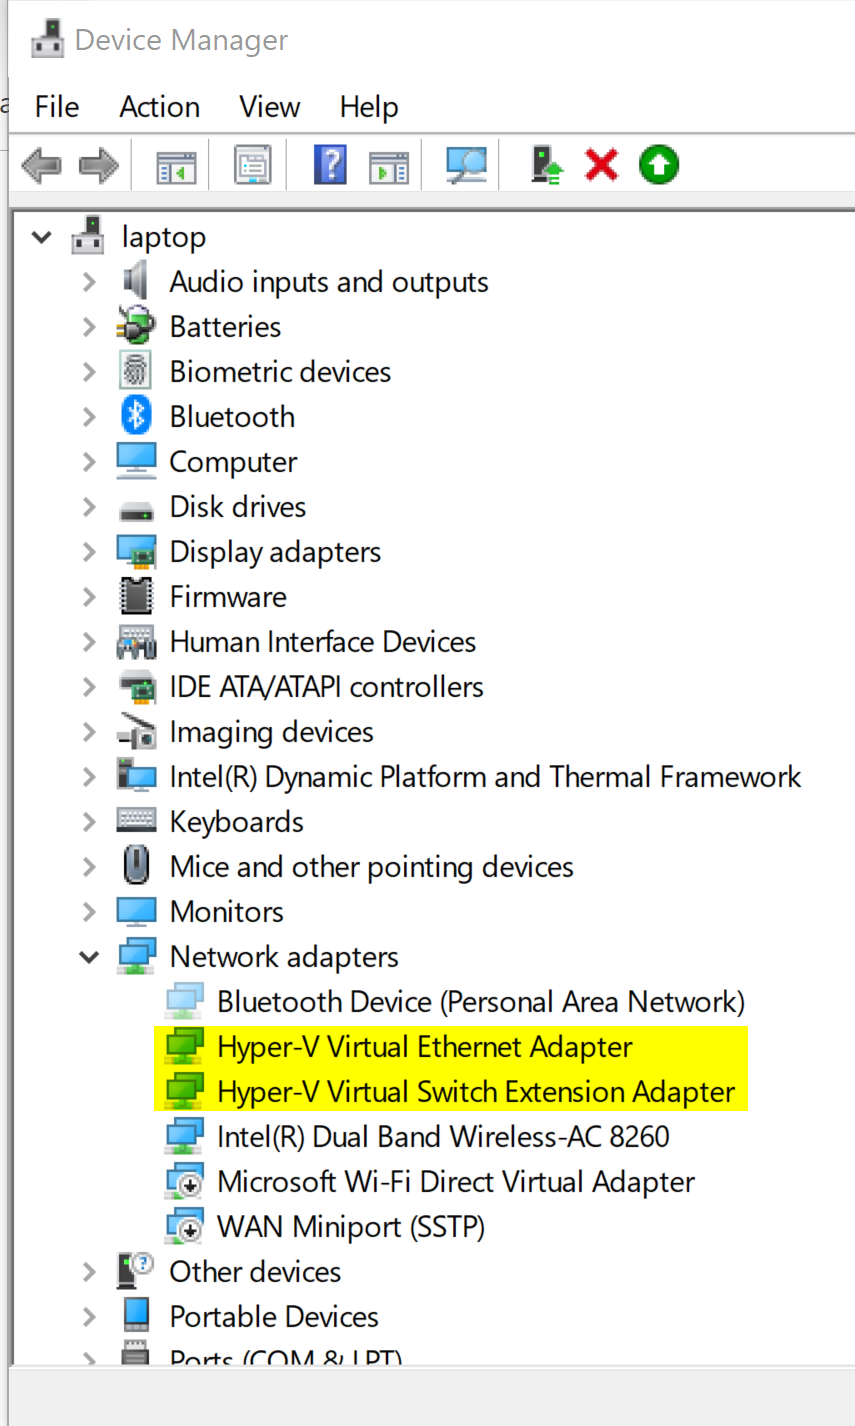 Device Manager
File Action View Help
laptop
Audio inputs and outputs
Batteries
Biometric devices
Bluetooth
Computer
Disk drives
Display adapters
Firmware
Human Interface Devices
IDE ATA/ATAPI controllers
Imaging devices
Intel(R) Dynamic Platform and Thermal Framework
Keyboards
Mice and other pointing devices
Monitors
Network adapters
Bluetooth Device (Personal Area Network)
Hyper-V Virtual Ethernet Adapter
Hyper-V Virtual Switch Extension Adapter
Intel(R) Dual Band Wireless-AC 8260
Microsoft Wi-Fi Direct Virtual Adapter
WAN Miniport (SSTP)
Other devices
Portable Devices
Ports (COM & LPT)